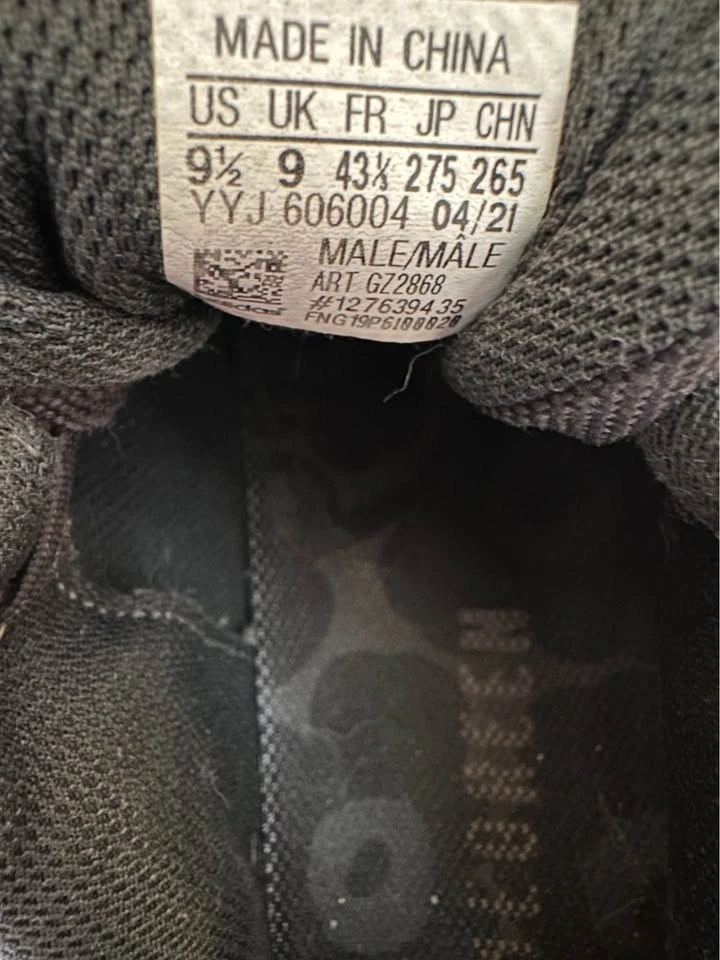 MADE IN CHINA
US UK FR JP CHN
9½ 9 43⅓ 275 265
YYJ 606004 04/21
MALE/MÂLE
ART GZ2868
#127639435
adidas